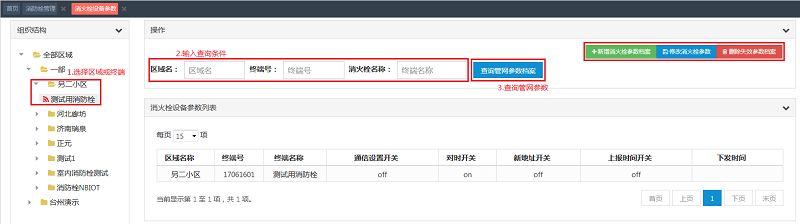 首页 消防栓管理 × 消火栓设备参数 ×
组织结构
全部区域
一部
1.选择区域或终端
另二小区
测试用消防栓
河北廊坊
济南瑞泉
正元
测试1
室内消防栓测试
消防栓NBIOT
台州演示
操作
+新增消火栓参数档案 修改消火栓参数 删除失效参数档案
2.输入查询条件
区域名： 区域名 终端号： 终端号 消火栓名称： 终端名称 查询管网参数档案
3.查询管网参数
消火栓设备参数列表
每页 15 项
区域名称 终端号 终端名称 通信设置开关 对时开关 新地址开关 上报时间开关 下发时间
另二小区 17061601 测试用消防栓 off on off off
当前显示第 1 至 1 项，共 1 项。
首页 上页 1 下页 末页